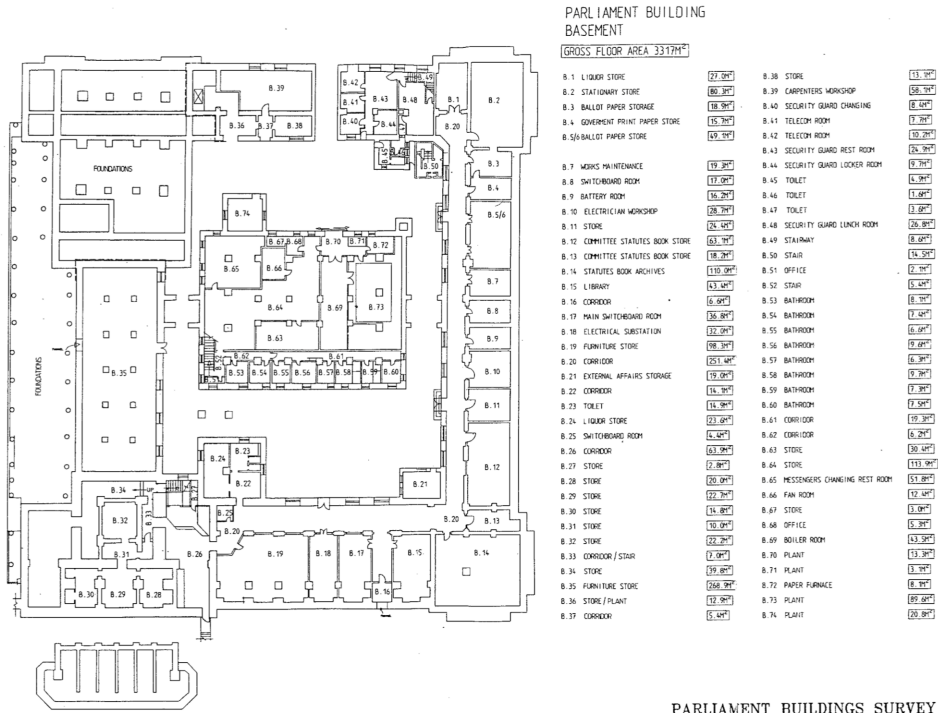 PARLIAMENT BUILDING
BASEMENT
GROSS FLOOR AREA 3317M²
B.1 LIQUOR STORE 27.0M²
B.2 STATIONARY STORE 80.3M²
B.3 BALLOT PAPER STORAGE 18.9M²
B.4 GOVERMENT PRINT PAPER STORE 15.7M²
B.5/6 BALLOT PAPER STORE 49.1M²
B.7 WORKS MAINTENANCE 19.3M²
B.8 SWITCHBOARD ROOM 17.0M²
B.9 BATTERY ROOM 16.2M²
B.10 ELECTRICIAN WORKSHOP 28.7M²
B.11 STORE 24.4M²
B.12 COMMITTEE STATUTES BOOK STORE 63.1M²
B.13 COMMITTEE STATUTES BOOK STORE 18.2M²
B.14 STATUTES BOOK ARCHIVES 110.0M²
B.15 LIBRARY 43.4M²
B.16 CORRIDOR 6.6M²
B.17 MAIN SWITCHBOARD ROOM 36.8M²
B.18 ELECTRICAL SUBSTATION 32.0M²
B.19 FURNITURE STORE 98.3M²
B.20 CORRIDOR 251.4M²
B.21 EXTERNAL AFFAIRS STORAGE 19.0M²
B.22 CORRIDOR 14.1M²
B.23 TOILET 14.9M²
B.24 LIQUOR STORE 23.6M²
B.25 SWITCHBOARD ROOM 4.4M²
B.26 CORRIDOR 63.9M²
B.27 STORE 2.8M²
B.28 STORE 20.0M²
B.29 STORE 22.7M²
B.30 STORE 14.8M²
B.31 STORE 10.0M²
B.32 STORE 22.2M²
B.33 CORRIDOR / STAIR 7.0M²
B.34 STORE 39.8M²
B.35 FURNITURE STORE 268.9M²
B.36 STORE / PLANT 12.9M²
B.37 CORRIDOR 5.4M²
B.38 STORE 13.1M²
B.39 CARPENTERS WORKSHOP 58.1M²
B.40 SECURITY GUARD CHANGING 8.4M²
B.41 TELECOM ROOM 7.7M²
B.42 TELECOM ROOM 10.2M²
B.43 SECURITY GUARD REST ROOM 24.9M²
B.44 SECURITY GUARD LOCKER ROOM 9.7M²
B.45 TOILET 4.9M²
B.46 TOILET 1.6M²
B.47 TOILET 3.6M²
B.48 SECURITY GUARD LUNCH ROOM 26.8M²
B.49 STAIRWAY 8.6M²
B.50 STAIR 14.5M²
B.51 OFFICE 2.1M²
B.52 STAIR 5.4M²
B.53 BATHROOM 8.1M²
B.54 BATHROOM 7.4M²
B.55 BATHROOM 6.6M²
B.56 BATHROOM 9.6M²
B.57 BATHROOM 6.3M²
B.58 BATHROOM 9.7M²
B.59 BATHROOM 7.3M²
B.60 BATHROOM 7.5M²
B.61 CORRIDOR 19.3M²
B.62 CORRIDOR 6.2M²
B.63 STORE 30.4M²
B.64 STORE 113.9M²
B.65 MESSENGERS CHANGING REST ROOM 51.8M²
B.66 FAN ROOM 12.4M²
B.67 STORE 3.0M²
B.68 OFFICE 5.3M²
B.69 BOILER ROOM 43.5M²
B.70 PLANT 13.3M²
B.71 PLANT 3.1M²
B.72 PAPER FURNACE 8.1M²
B.73 PLANT 89.6M²
B.74 PLANT 20.8M²
B.39
B.42
B.49
B.41
B.43
B.48
B.1
B.2
B.40
B.44
B.47
B.36
B.37
B.38
B.20
B.45
B.46
B.50
B.3
FOUNDATIONS
B.4
B.74
B.5/6
B.67
B.68
B.70
B.71
B.72
B.65
B.66
B.7
B.64
B.69
B.73
B.8
B.63
B.9
FOUNDATIONS
B.35
B.52
B.62
B.61
B.53
B.54
B.55
B.56
B.57
B.58
B.59
B.60
B.10
B.51
B.11
B.24
B.23
B.12
B.22
B.21
B.34
UP
B.27
B.32
B.33
B.25
B.20
B.20
B.13
B.31
B.26
B.19
B.18
B.17
B.15
B.14
B.30
B.29
B.28
B.16
PARLIAMENT BUILDINGS SURVEY